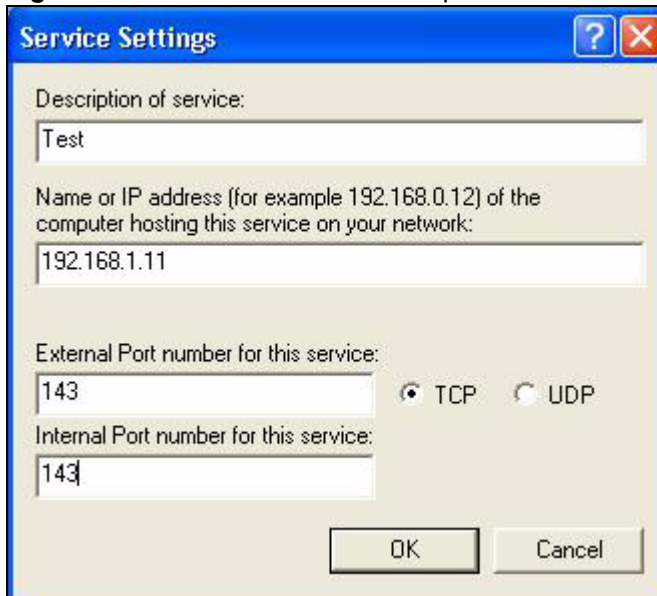 Service Settings
Description of service:
Test
Name or IP address (for example 192.168.0.12) of the
computer hosting this service on your network:
192.168.1.11
External Port number for this service:
143
TCP
UDP
Internal Port number for this service:
143
OK
Cancel